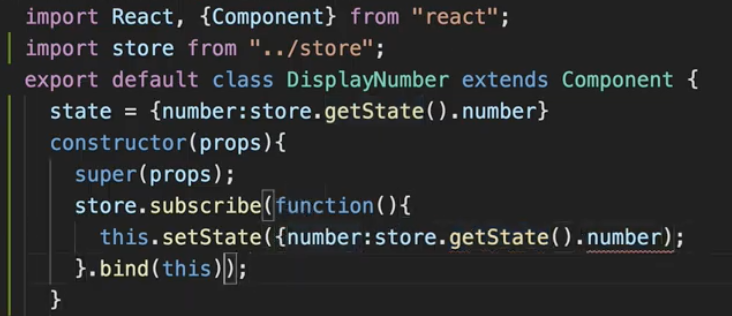 import React, {Component} from "react";
import store from "../store";
export default class DisplayNumber extends Component {
state = {number:store.getState().number}
constructor(props){
super(props);
store.subscribe(function(){
this.setState({number:store.getState().number);
}.bind(this));
}